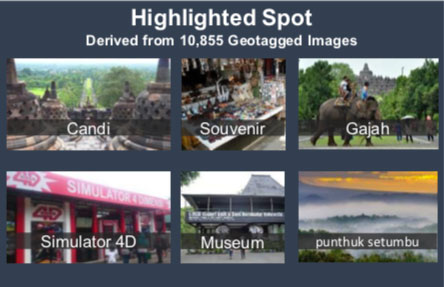 Highlighted Spot
Derived from 10,855 Geotagged Images
Candi
Souvenir
Gajah
4D
SIMULATOR 4 DIMENSI
Simulator 4D
Museum
punthuk setumbu